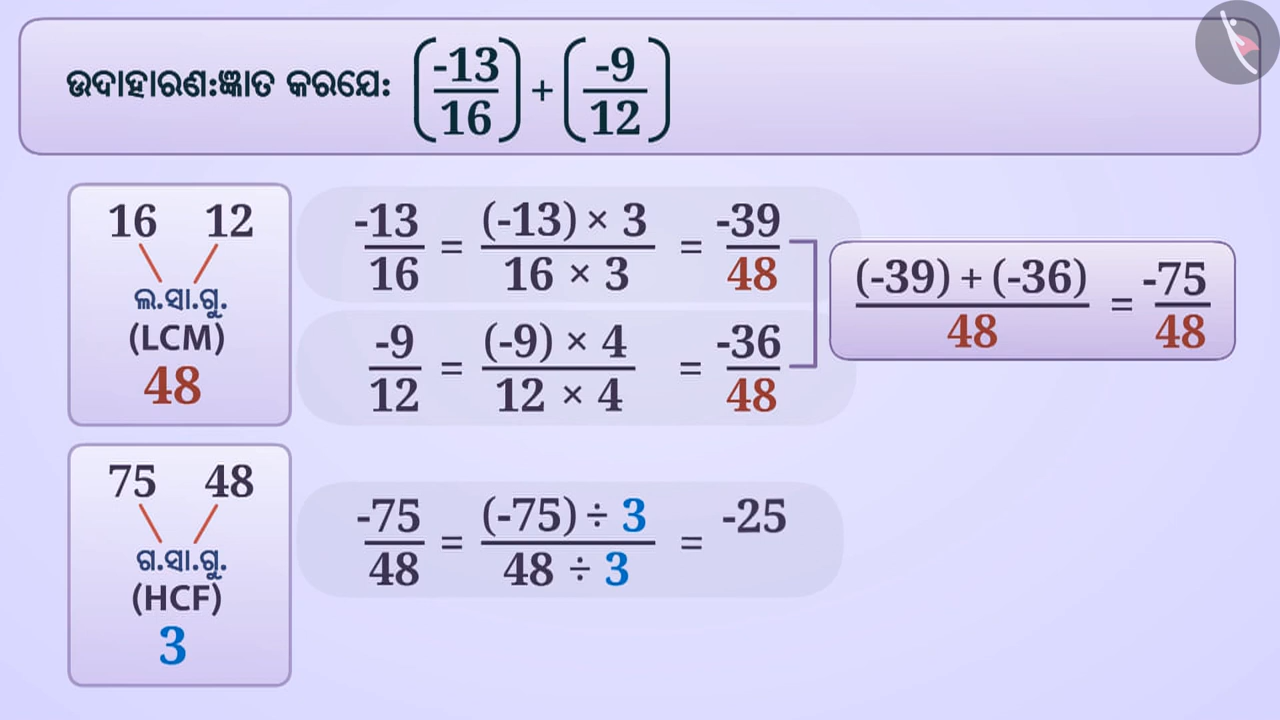 ଉଦାହାରଣ:ଜ୍ଞାତ କରଯେ: (-13/16) + (-9/12)
16 12
ଲ.ସା.ଗୁ.
(LCM)
48
-13/16 = (-13) × 3 / 16 × 3 = -39/48
-9/12 = (-9) × 4 / 12 × 4 = -36/48
(-39) + (-36) / 48 = -75/48
75 48
ଗ.ସା.ଗୁ.
(HCF)
3
-75/48 = (-75) ÷ 3 / 48 ÷ 3 = -25